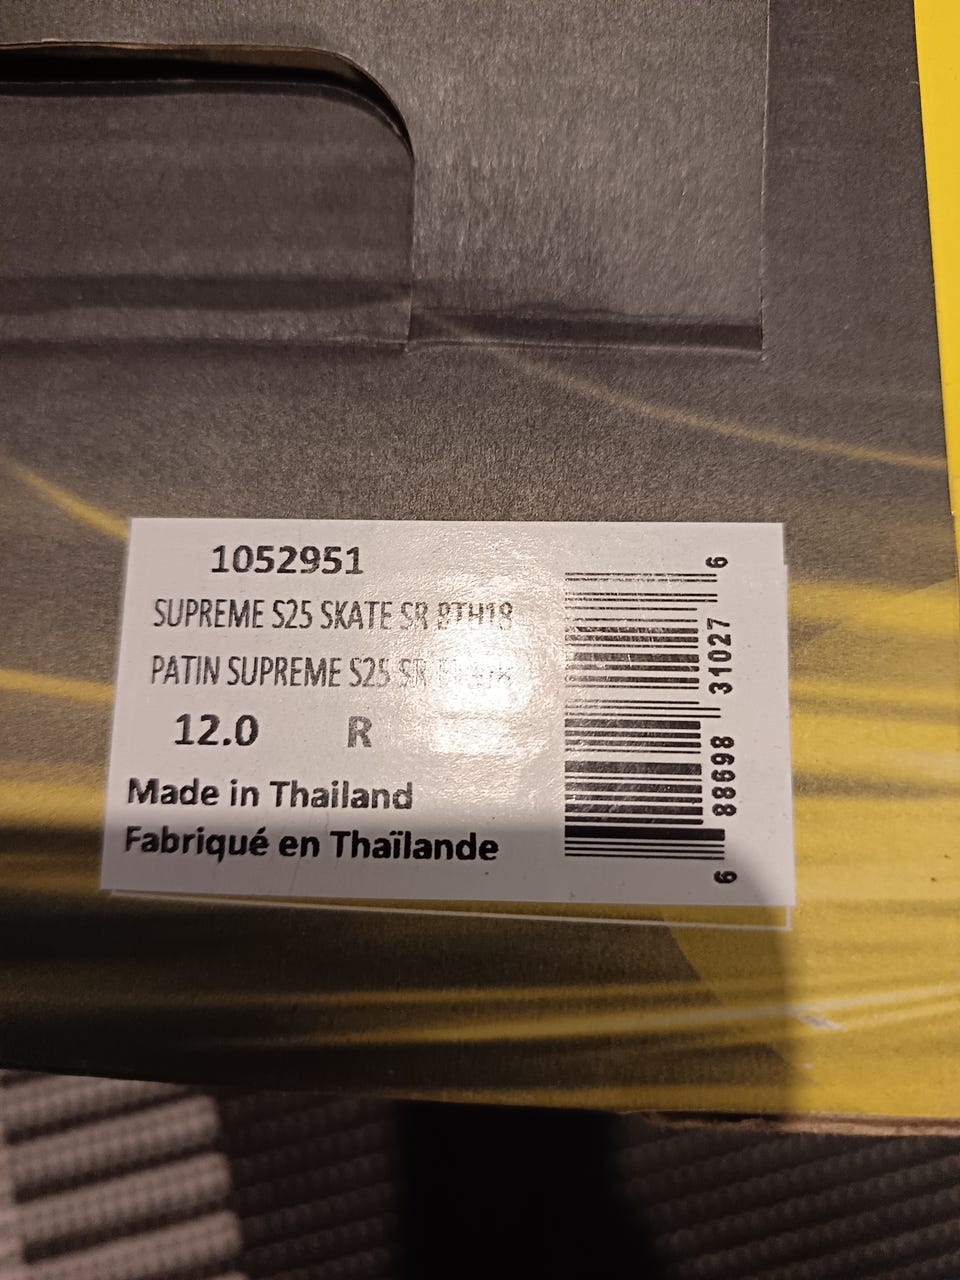 1052951
SUPREME S25 SKATE SR BTH18
PATIN SUPREME S25 SR
12.0 R
Made in Thailand
Fabriqué en Thaïlande
6 88698 31027 6